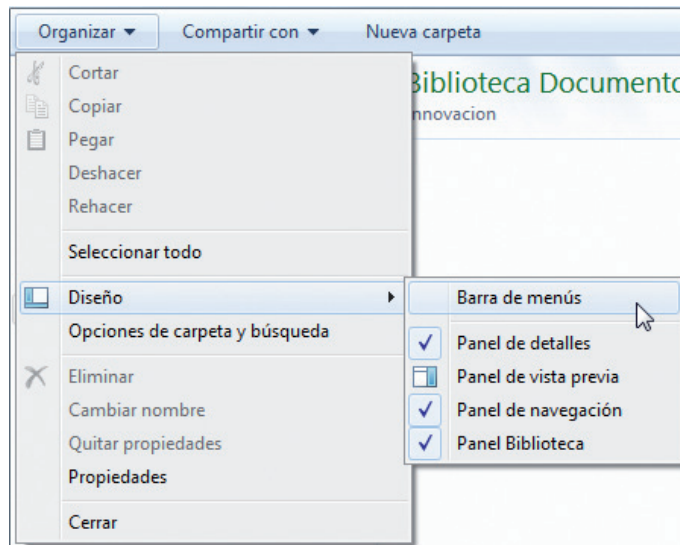 Organizar Compartir con Nueva carpeta
Biblioteca Documento
Innovacion
Cortar
Copiar
Pegar
Deshacer
Rehacer
Seleccionar todo
Diseño
Opciones de carpeta y búsqueda
Eliminar
Cambiar nombre
Quitar propiedades
Propiedades
Cerrar
Barra de menús
Panel de detalles
Panel de vista previa
Panel de navegación
Panel Biblioteca